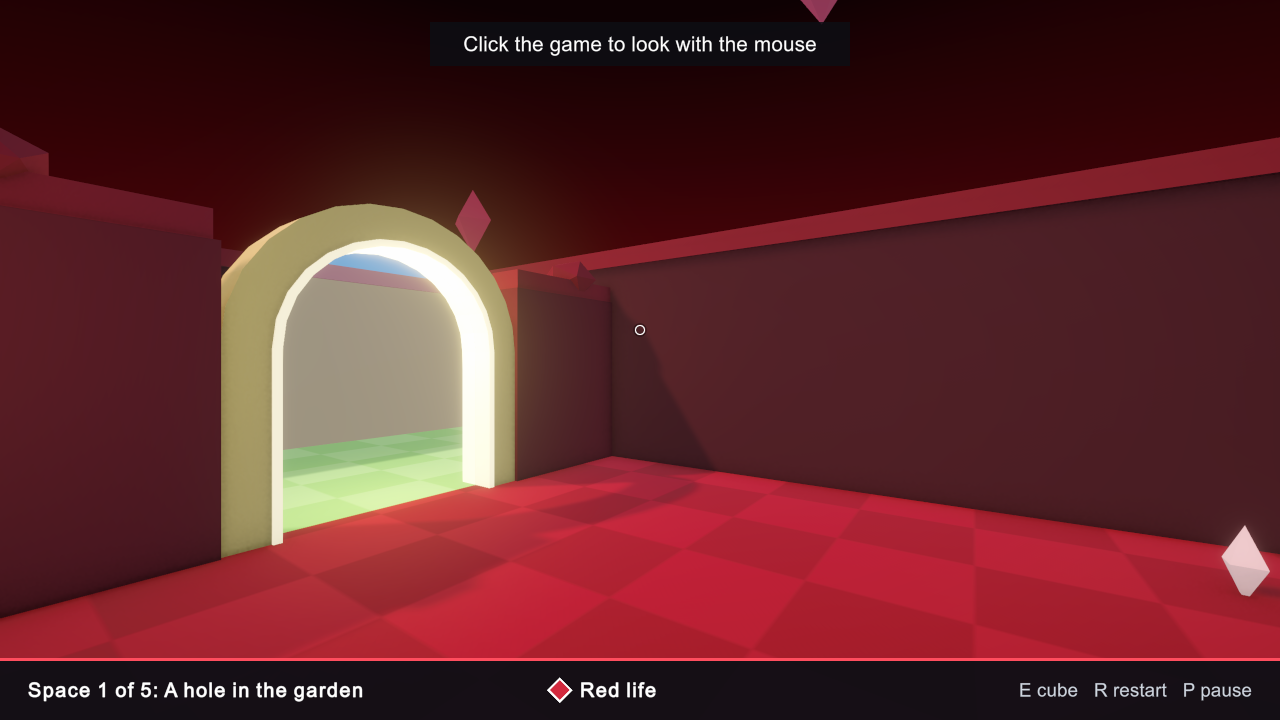 Click the game to look with the mouse
Space 1 of 5: A hole in the garden
Red life
E cube R restart P pause